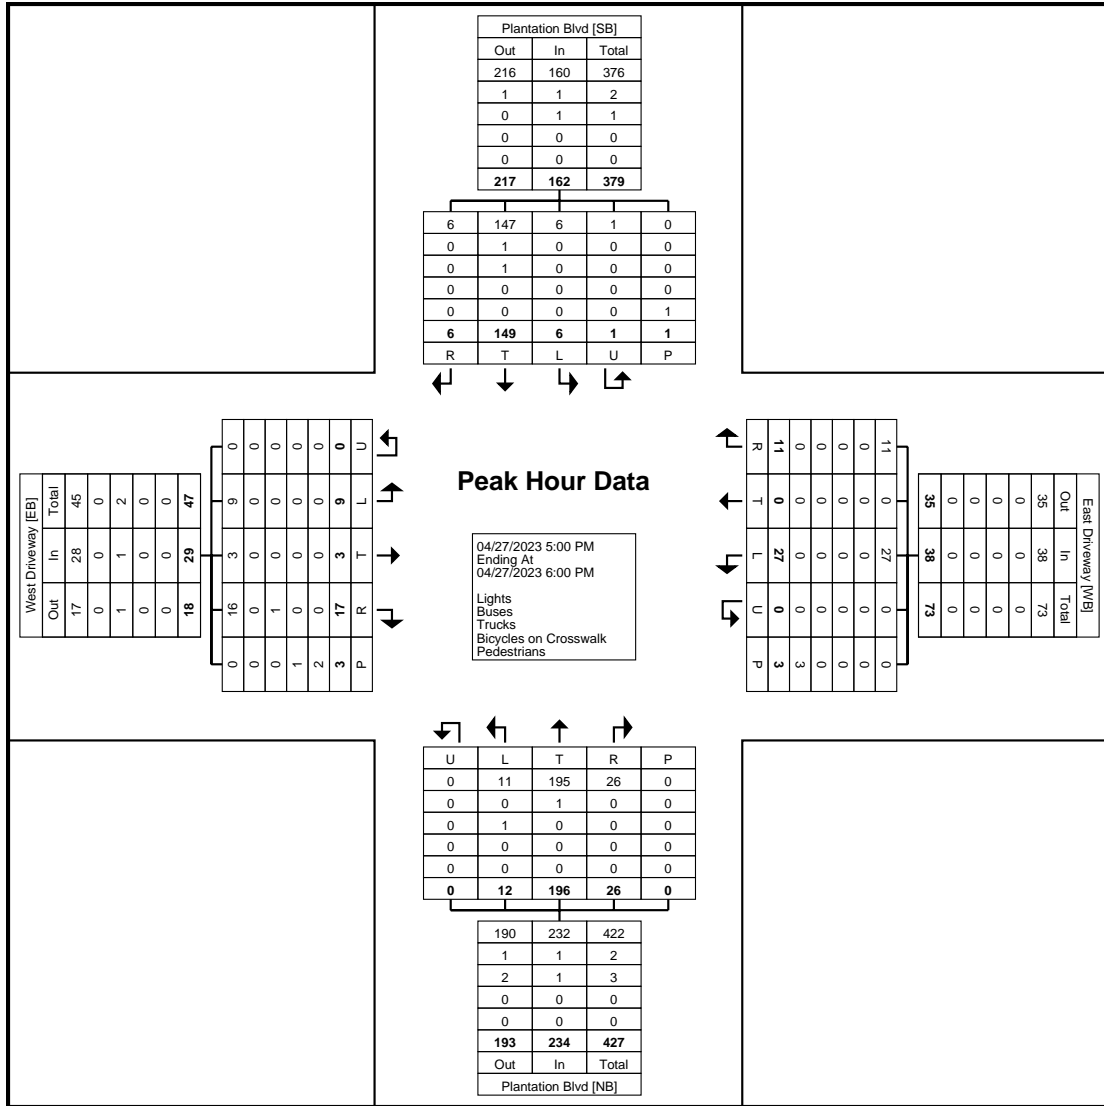 Plantation Blvd [SB]
Out In Total
216 160 376
1 1 2
0 1 1
0 0 0
0 0 0
217 162 379
6 147 6 1 0
0 1 0 0 0
0 1 0 0 0
0 0 0 0 0
0 0 0 0 1
6 149 6 1 1
R T L U P
West Driveway [EB]
Total 45 0 2 0 0 47
In 28 0 1 0 0 29
Out 17 0 1 0 0 18
0 0 0 0 0 0 U
9 0 0 0 0 9 L
3 0 0 0 0 3 T
16 0 1 0 0 17 R
0 0 0 1 2 3 P
Peak Hour Data
04/27/2023 5:00 PM
Ending At
04/27/2023 6:00 PM
Lights
Buses
Trucks
Bicycles on Crosswalk
Pedestrians
R 11 0 0 0 0 11
T 0 0 0 0 0 0
L 27 0 0 0 0 27
U 0 0 0 0 0 0
P 3 3 0 0 0 0
35 0 0 0 0 35 Out
38 0 0 0 0 38 In
73 0 0 0 0 73 Total
East Driveway [WB]
U L T R P
0 11 195 26 0
0 0 1 0 0
0 1 0 0 0
0 0 0 0 0
0 0 0 0 0
0 12 196 26 0
190 232 422
1 1 2
2 1 3
0 0 0
0 0 0
193 234 427
Out In Total
Plantation Blvd [NB]